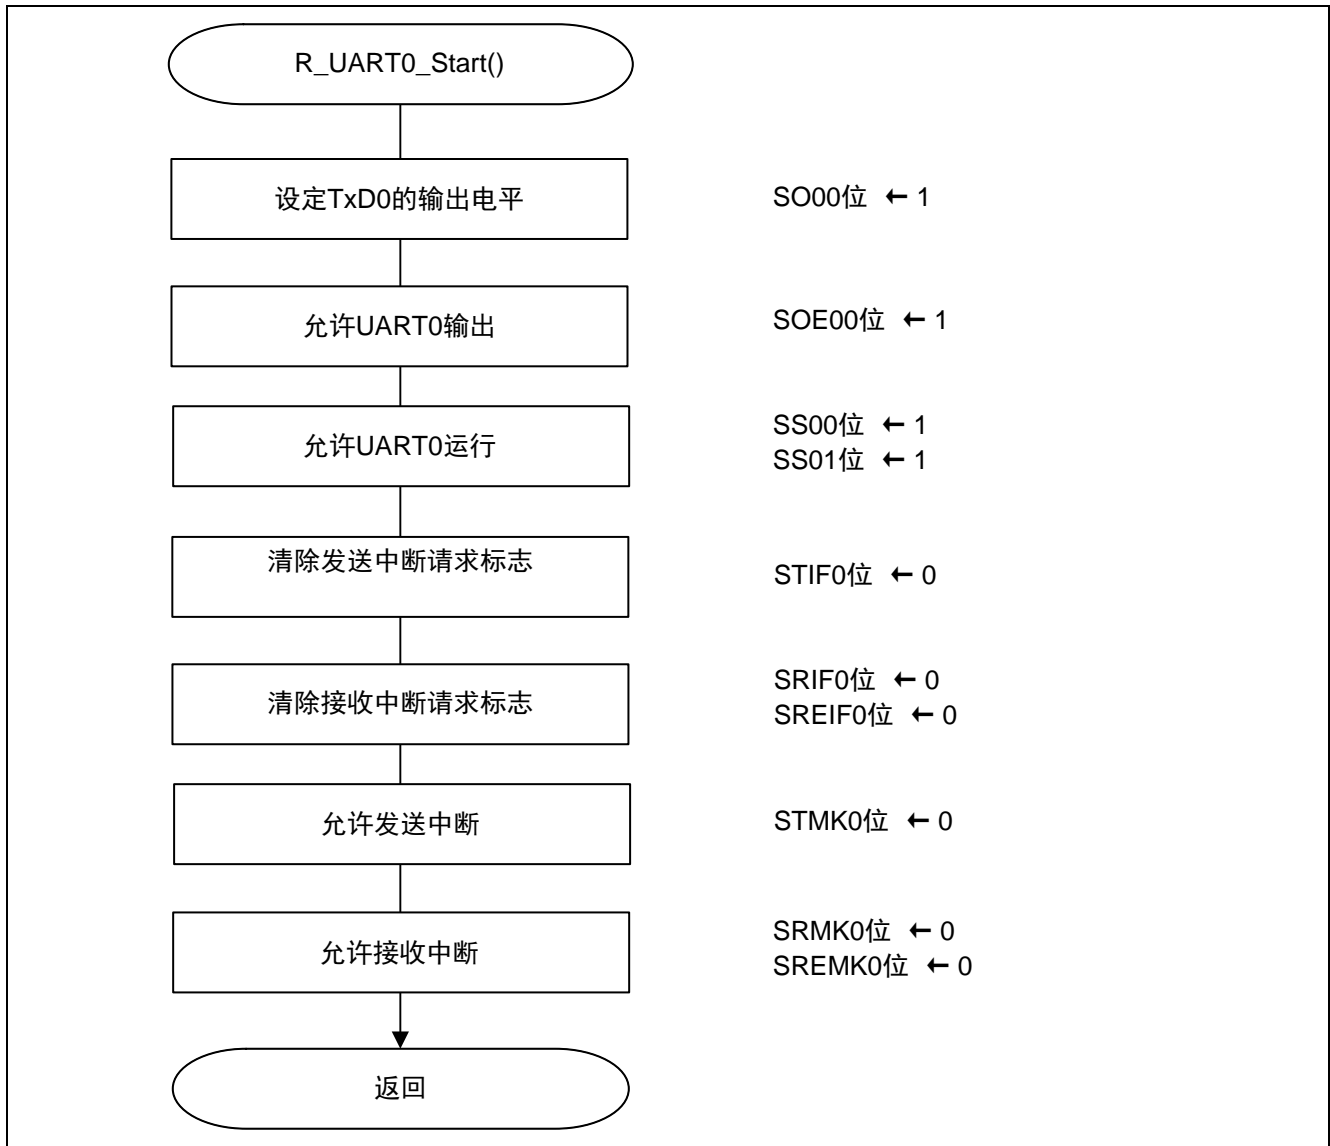 R_UART0_Start()
设定TxD0的输出电平
SO00位 ← 1
允许UART0输出
SOE00位 ← 1
允许UART0运行
SS00位 ← 1
SS01位 ← 1
清除发送中断请求标志
STIF0位 ← 0
清除接收中断请求标志
SRIF0位 ← 0
SREIF0位 ← 0
允许发送中断
STMK0位 ← 0
允许接收中断
SRMK0位 ← 0
SREMK0位 ← 0
返回